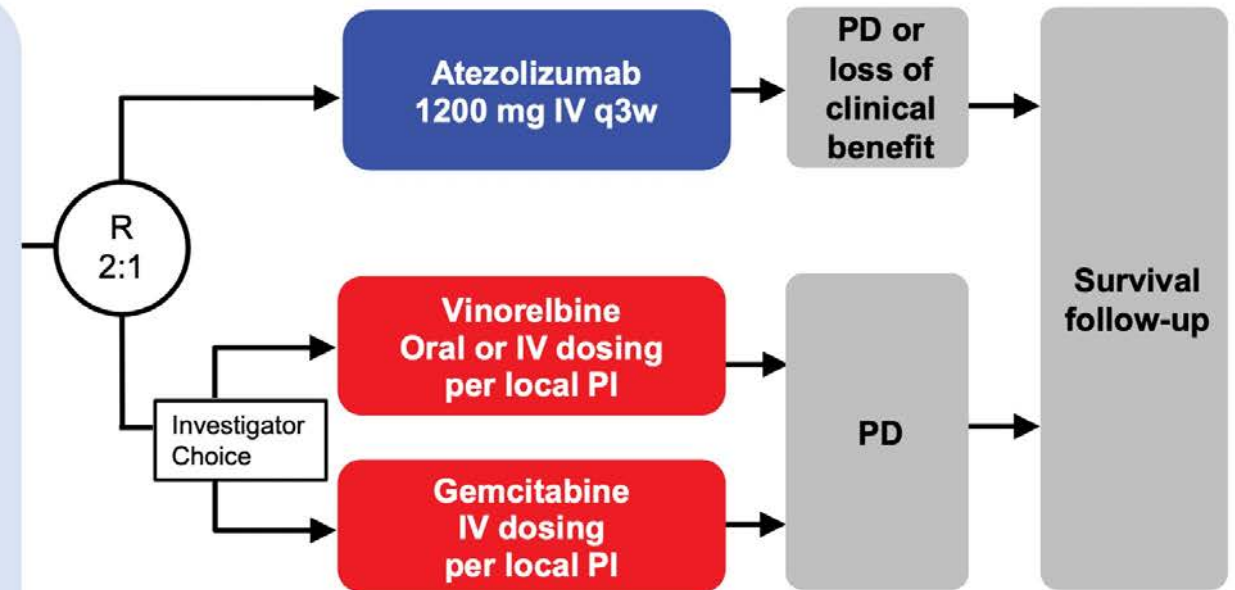 R
2:1
Atezolizumab
1200 mg IV q3w
PD or
loss of
clinical
benefit
Investigator
Choice
Vinorelbine
Oral or IV dosing
per local PI
Gemcitabine
IV dosing
per local PI
PD
Survival
follow-up